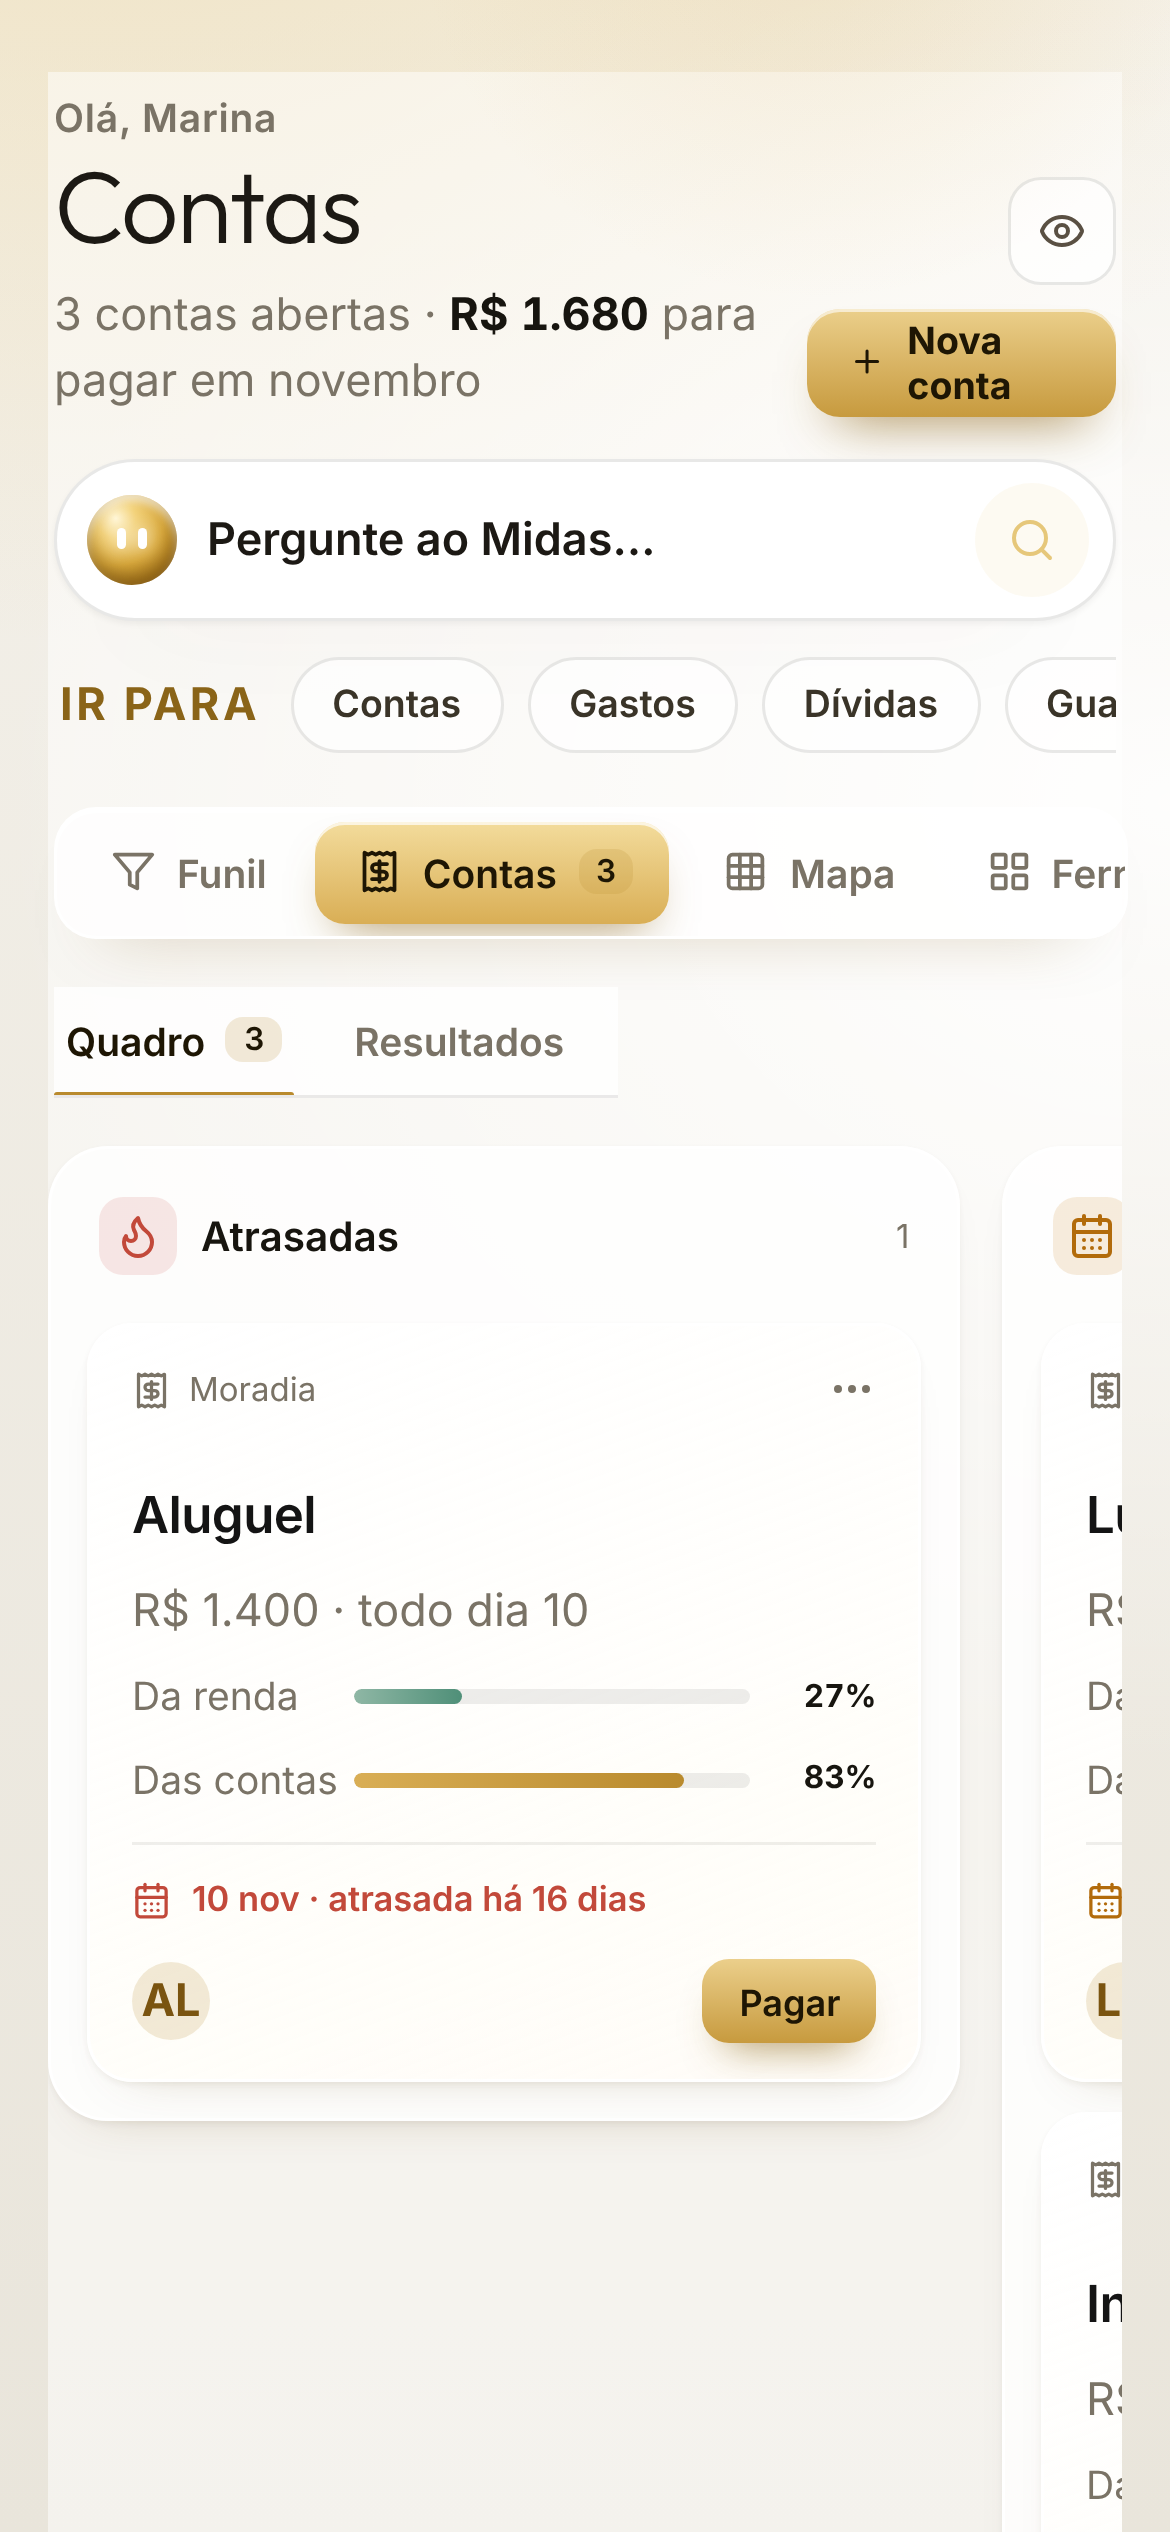 Olá, Marina
Contas
3 contas abertas · R$ 1.680 para
pagar em novembro
Nova
conta
Pergunte ao Midas...
IR PARA
Contas
Gastos
Dívidas
Funil
Contas 3
Mapa
Quadro 3
Resultados
Atrasadas
1
Moradia
Aluguel
R$ 1.400 · todo dia 10
Da renda 27%
Das contas 83%
10 nov · atrasada há 16 dias
AL
Pagar